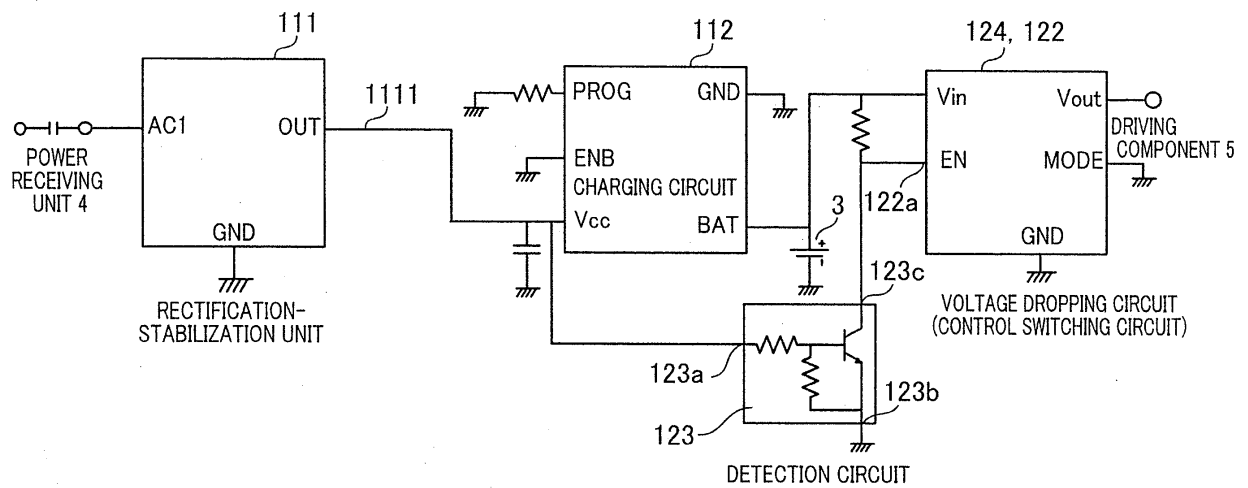 111
112
124, 122
1111
PROG
GND
Vin
Vout
AC1
OUT
DRIVING
COMPONENT 5
POWER
RECEIVING
UNIT 4
ENB
CHARGING CIRCUIT
EN
MODE
122a
3
+
-
Vcc
BAT
GND
GND
123c
RECTIFICATION-
STABILIZATION UNIT
VOLTAGE DROPPING CIRCUIT
(CONTROL SWITCHING CIRCUIT)
123a
123b
123
DETECTION CIRCUIT